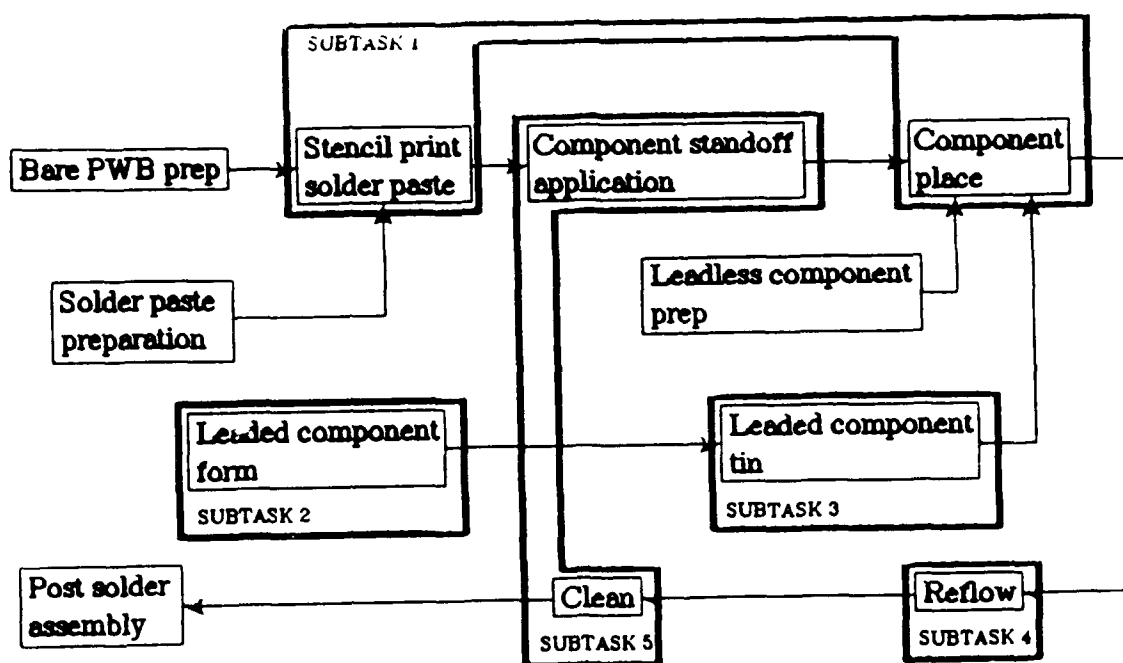 SUBTASK 1
Bare PWB prep
Stencil print
solder paste
Component standoff
application
Component
place
Solder paste
preparation
Leadless component
prep
Leaded component
form
SUBTASK 2
Leaded component
tin
SUBTASK 3
Post solder
assembly
Clean
SUBTASK 5
Reflow
SUBTASK 4